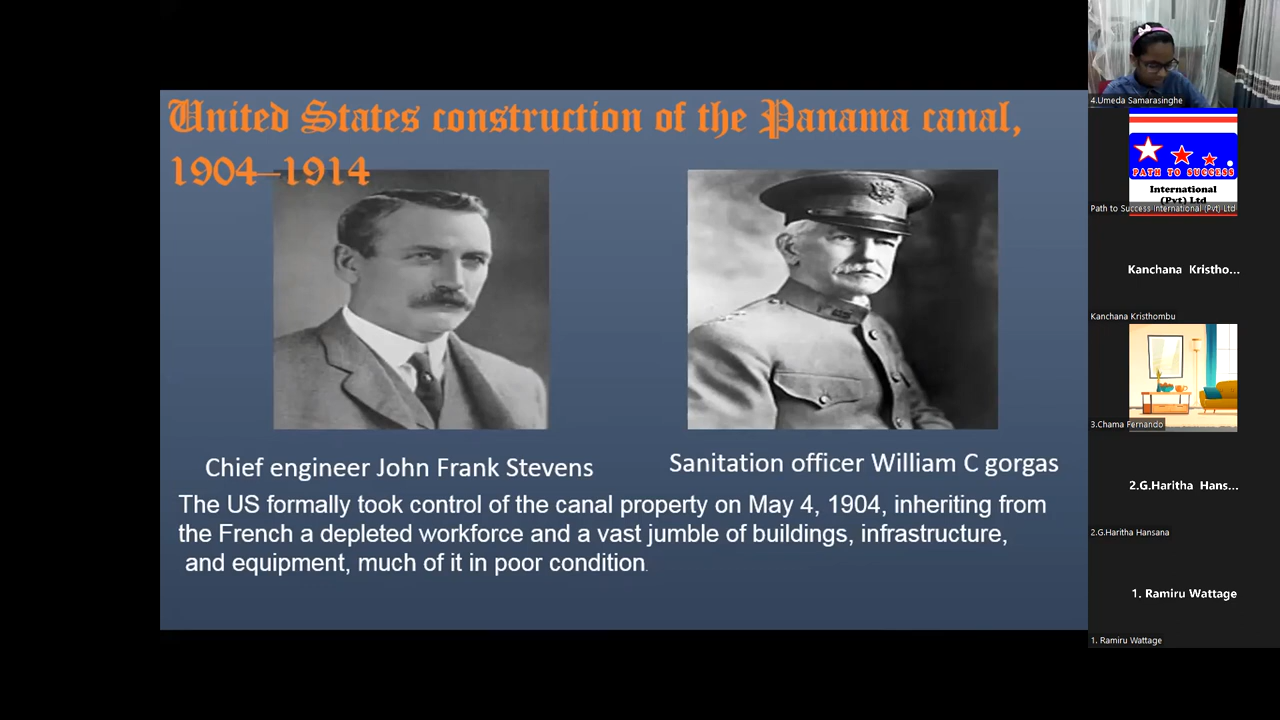 United States construction of the Panama canal,
1904–1914
Chief engineer John Frank Stevens
Sanitation officer William C gorgas
The US formally took control of the canal property on May 4, 1904, inheriting from
the French a depleted workforce and a vast jumble of buildings, infrastructure,
and equipment, much of it in poor condition.
4.Umeda Samarasinghe
PATH TO SUCCESS
International
(Pvt) Ltd
Path to Success International (Pvt) Ltd
Kanchana Kristho...
Kanchana Kristhombu
3.Chama Fernando
2.G.Haritha Hans...
2.G.Haritha Hansana
1. Ramiru Wattage
1. Ramiru Wattage